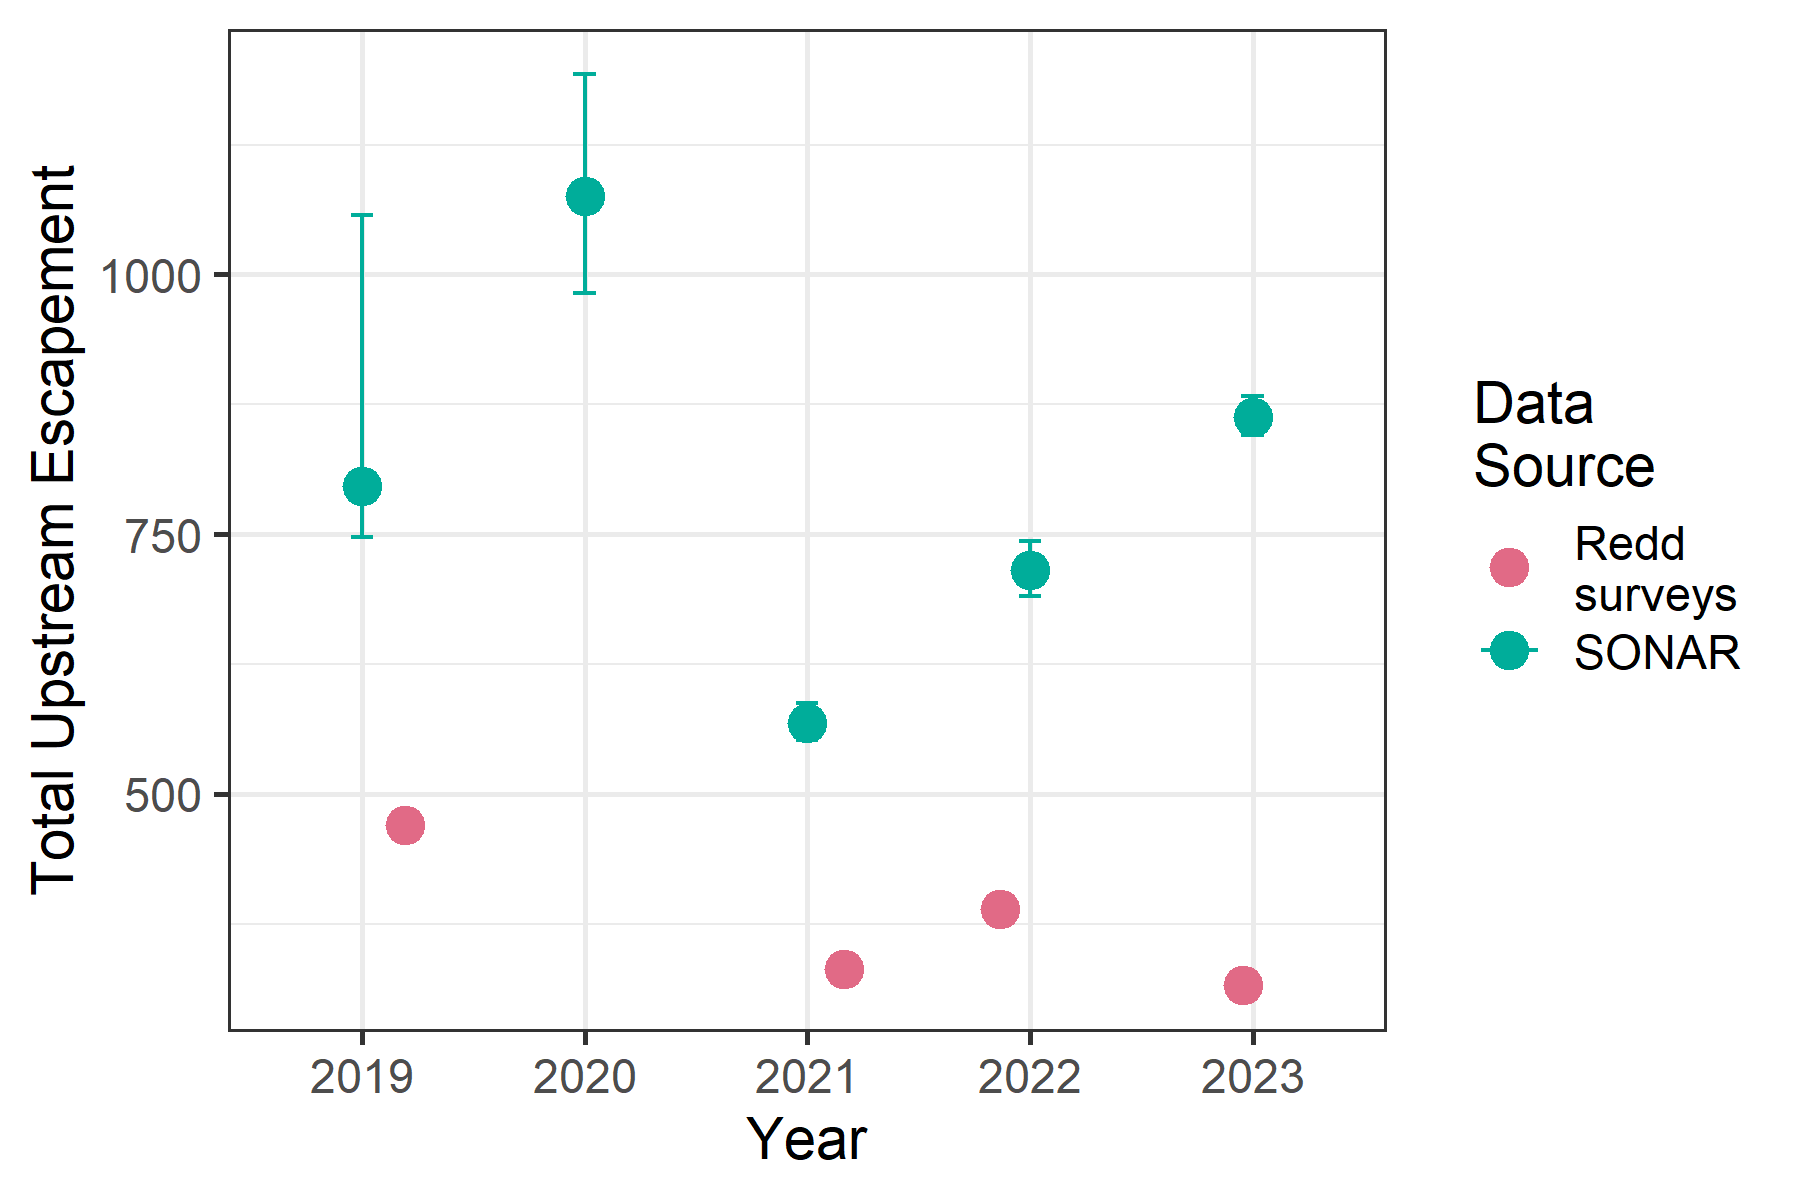 Total Upstream Escapement
1000
750
500
2019
2020
2021
2022
2023
Year
Data
Source
Redd
surveys
SONAR